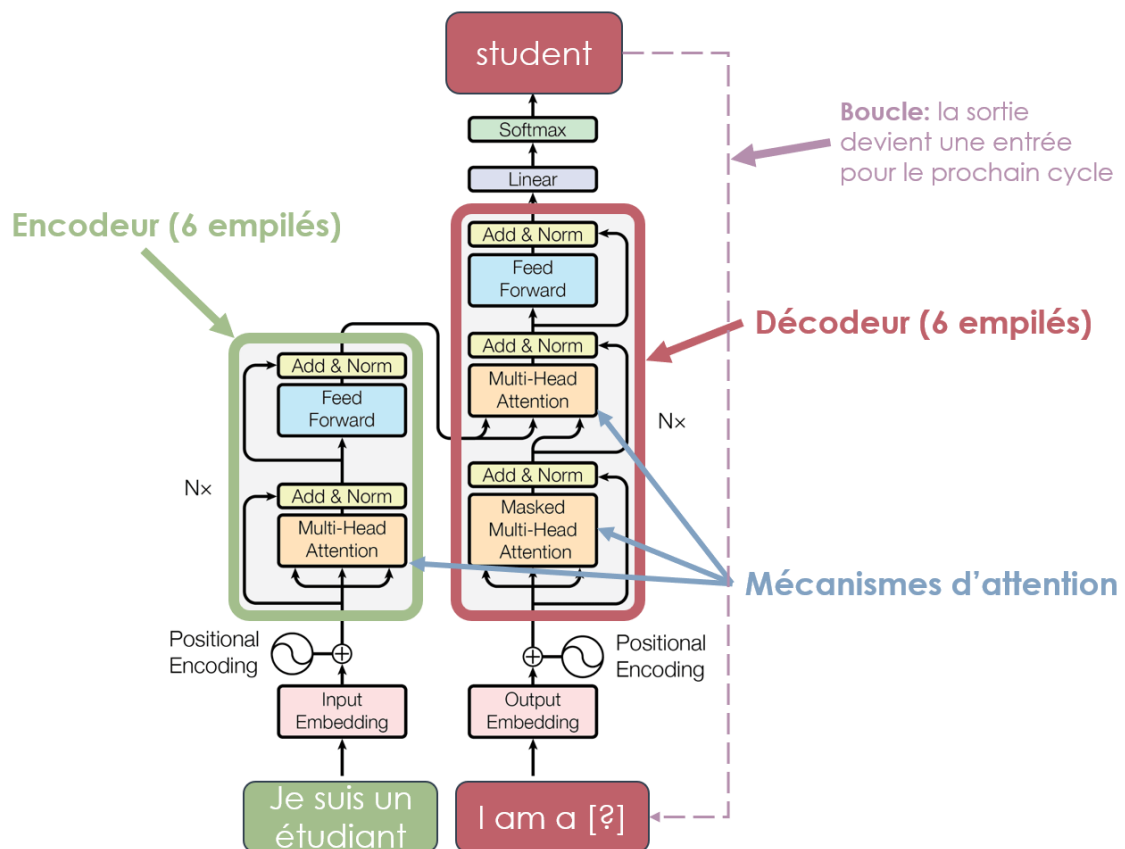 student
Softmax
Boucle: la sortie
devient une entrée
pour le prochain cycle
Linear
Encodeur (6 empilés)
Add & Norm
Feed
Forward
Décodeur (6 empilés)
Add & Norm
Multi-Head
Attention
Nx
Add & Norm
Feed
Forward
Nx
Add & Norm
Multi-Head
Attention
Add & Norm
Masked
Multi-Head
Attention
Mécanismes d'attention
Positional
Encoding
Positional
Encoding
Input
Embedding
Output
Embedding
Je suis un
étudiant
I am a [?]